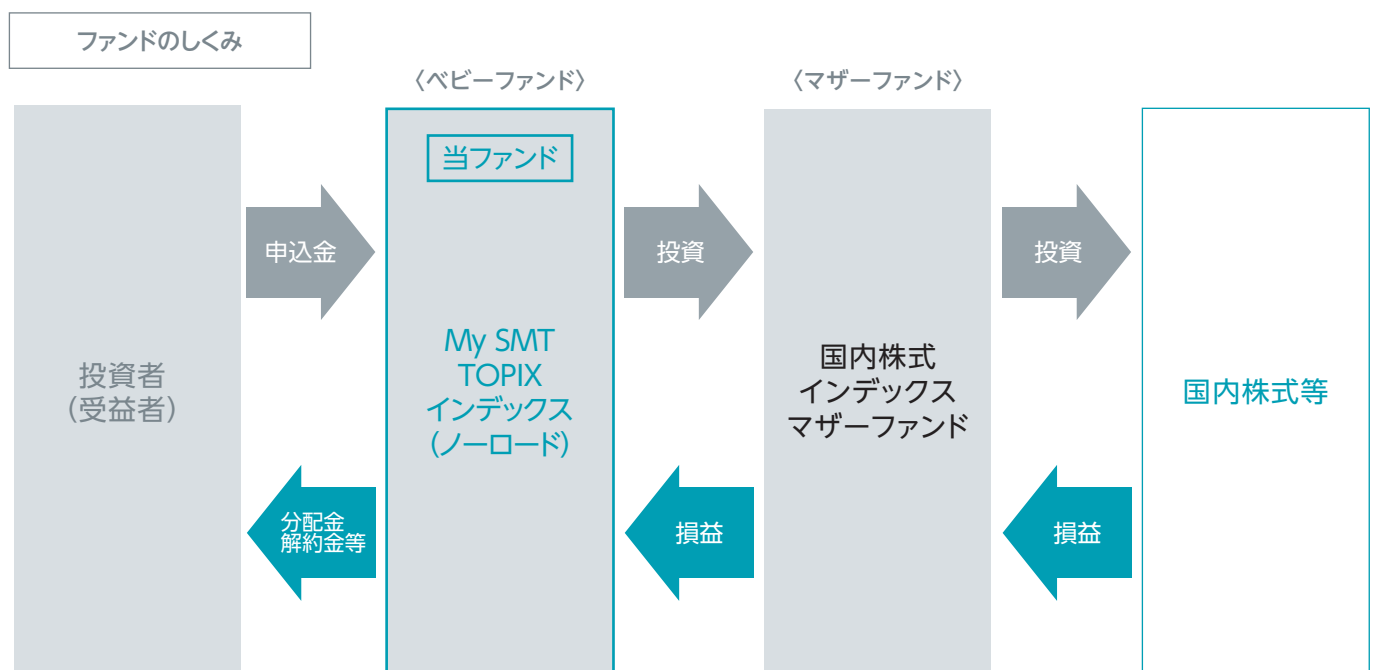 ファンドのしくみ
〈ベビーファンド〉
〈マザーファンド〉
投資者
(受益者)
申込金
分配金
解約金等
当ファンド
My SMT
TOPIX
インデックス
(ノーロード)
投資
損益
国内株式
インデックス
マザーファンド
投資
損益
国内株式等